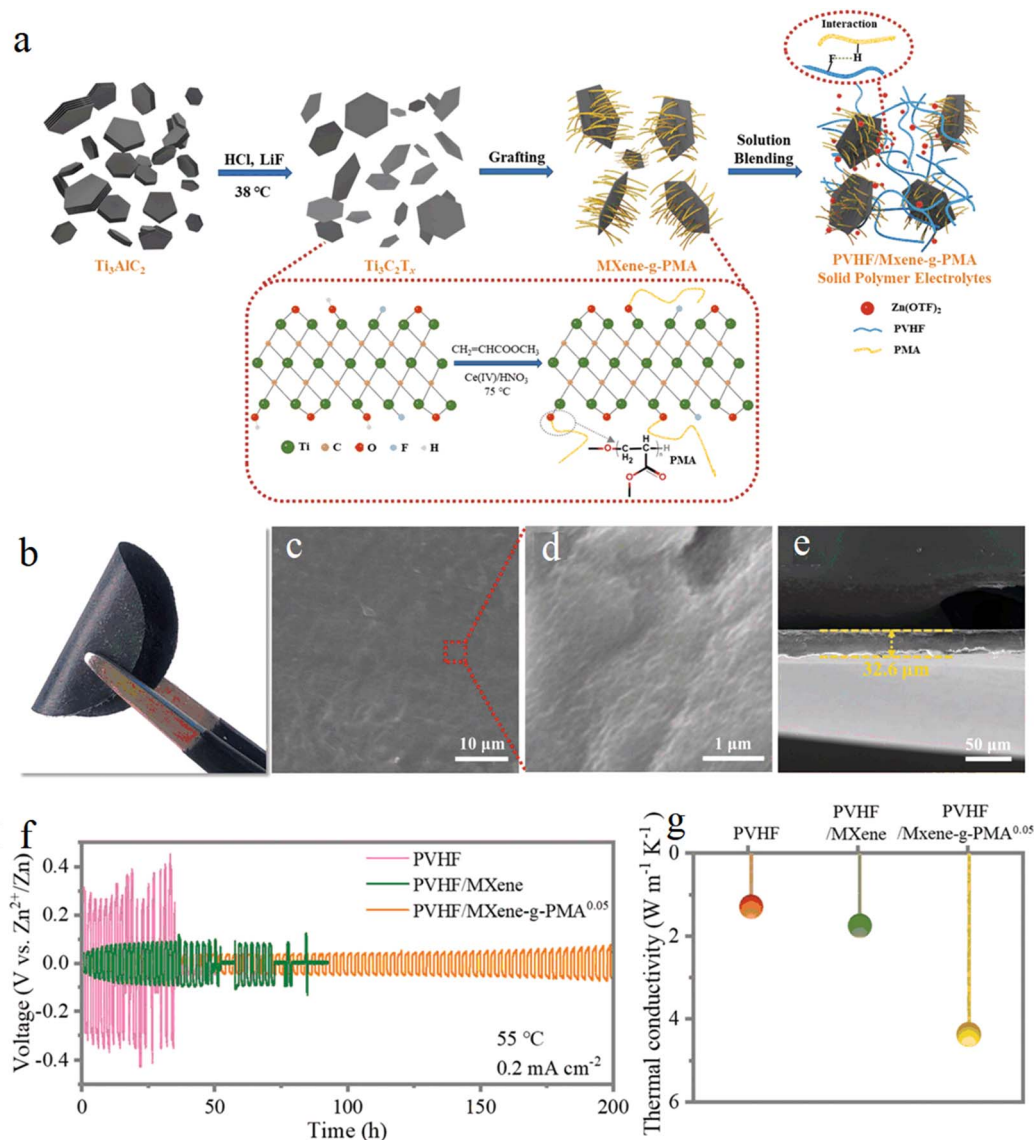 a
Interaction
F
H
HCl, LiF
38 °C
Grafting
Solution
Blending
Ti₃AlC₂
Ti₃C₂Tₓ
MXene-g-PMA
PVHF/Mxene-g-PMA
Solid Polymer Electrolytes
Zn(OTF)₂
PVHF
PMA
H
F
F
CH₂=CHCOOCH₃
Ce(IV)/HNO₃
75 °C
H
F
F
Ti
C
O
F
H
O
C
H₂
H
C
n
H
PMA
O
O
b
c
10 µm
d
1 µm
e
32.6 µm
50 µm
f
Voltage (V vs. Zn²⁺/Zn)
0.4
0.2
0.0
-0.2
-0.4
PVHF
PVHF/MXene
PVHF/MXene-g-PMA⁰·⁰⁵
55 °C
0.2 mA cm⁻²
0
50
100
150
200
Time (h)
g
PVHF
PVHF
/MXene
PVHF
/Mxene-g-PMA⁰·⁰⁵
Thermal conductivity (W m⁻¹ K⁻¹)
0
2
4
6